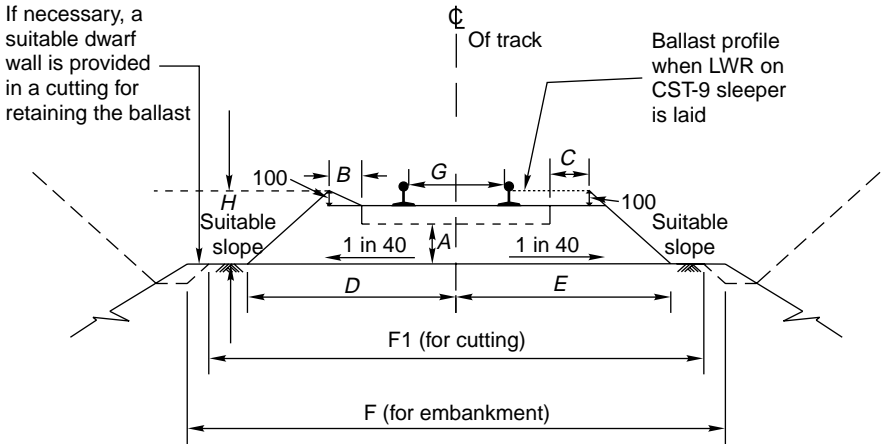 If necessary, a
suitable dwarf
wall is provided
in a cutting for
retaining the ballast
℄
Of track
Ballast profile
when LWR on
CST-9 sleeper
is laid
B
G
C
100
100
H
Suitable
slope
A
Suitable
slope
1 in 40
1 in 40
D
E
F1 (for cutting)
F (for embankment)